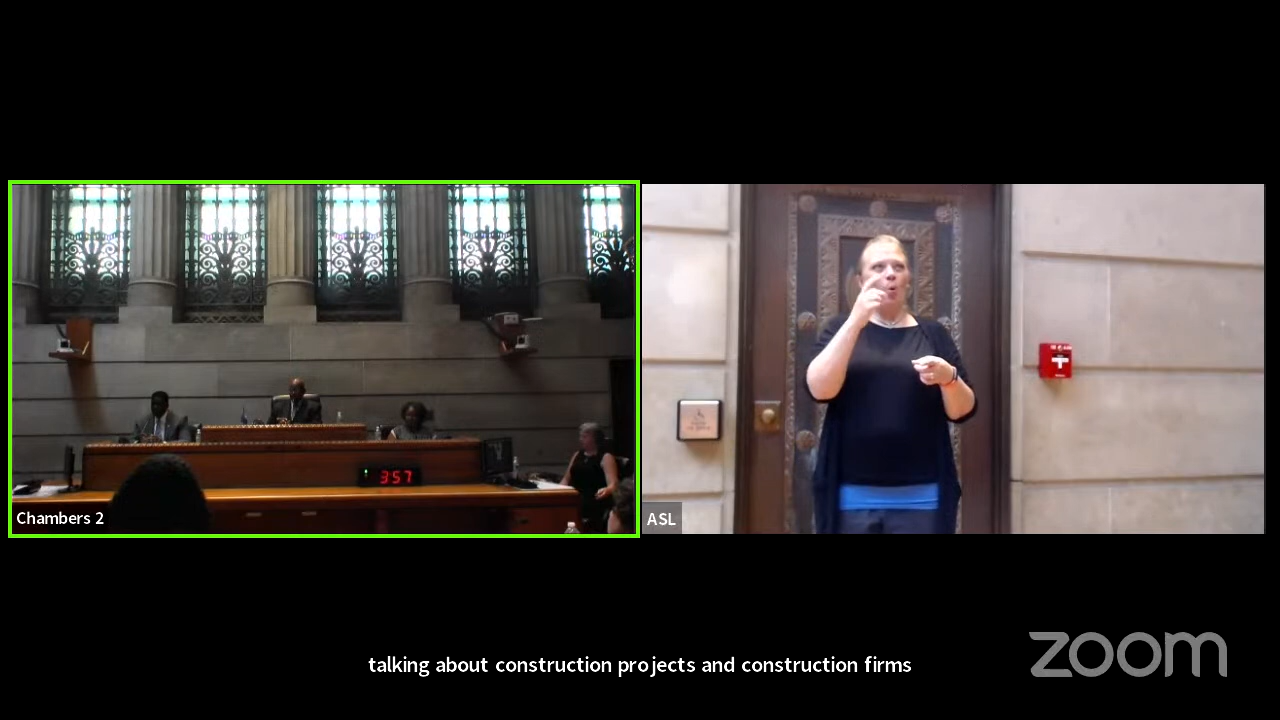 357
Chambers 2
ASL
talking about construction projects and construction firms
zoom